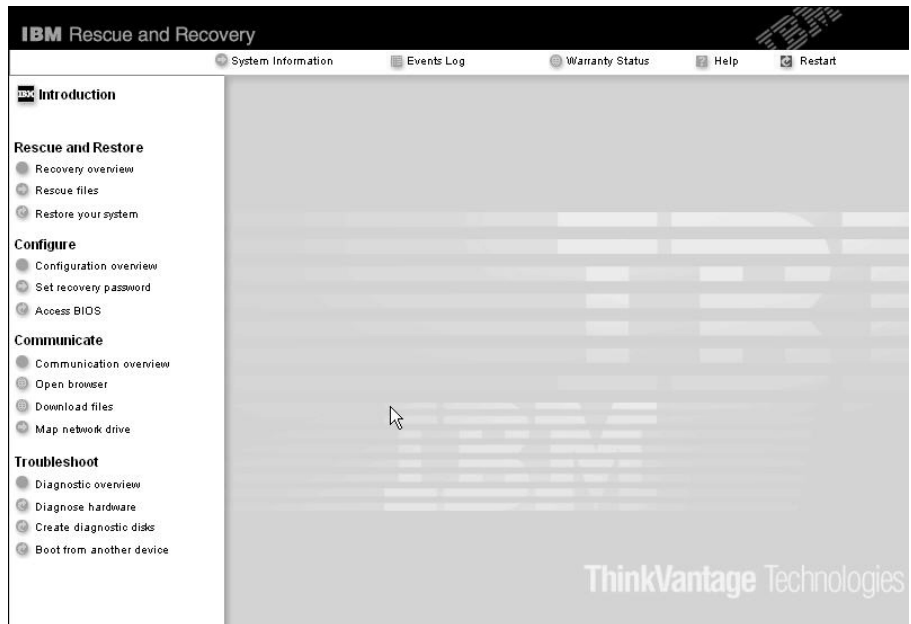 IBM Rescue and Recovery
IBM
System Information Events Log Warranty Status Help Restart
Introduction
Rescue and Restore
Recovery overview
Rescue files
Restore your system
Configure
Configuration overview
Set recovery password
Access BIOS
Communicate
Communication overview
Open browser
Download files
Map network drive
Troubleshoot
Diagnostic overview
Diagnose hardware
Create diagnostic disks
Boot from another device
IBM
ThinkVantage Technologies